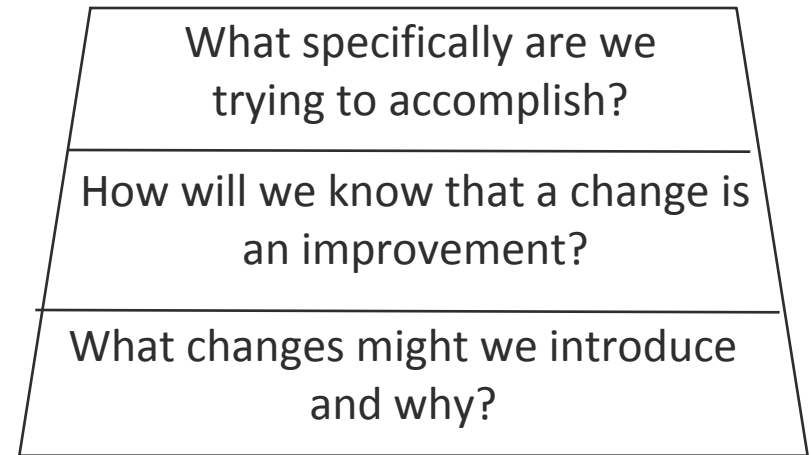 What specifically are we
trying to accomplish?
How will we know that a change is
an improvement?
What changes might we introduce
and why?